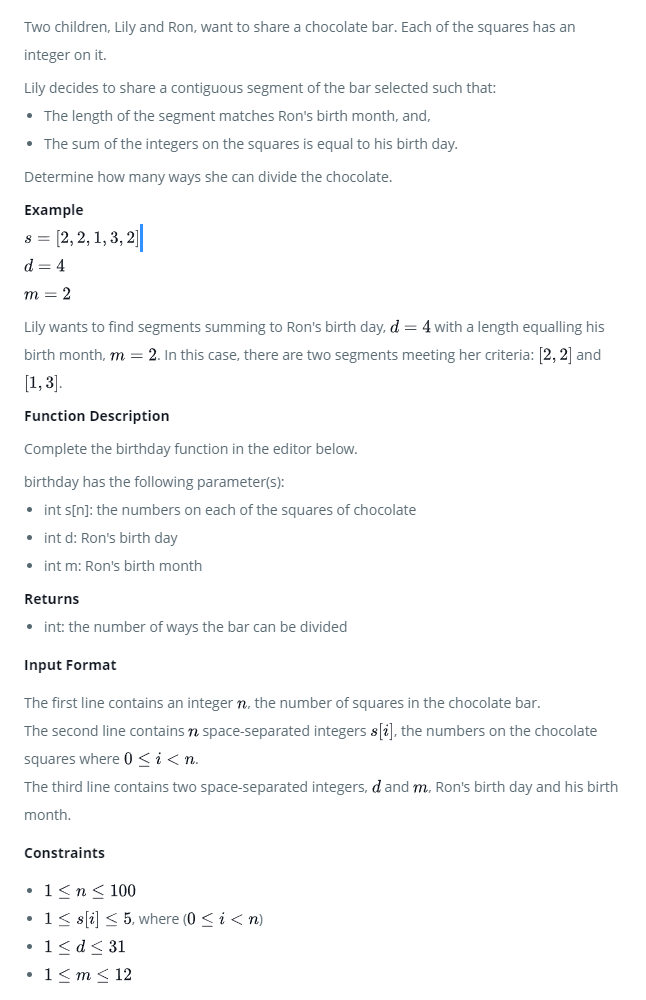 Two children, Lily and Ron, want to share a chocolate bar. Each of the squares has an
integer on it.
Lily decides to share a contiguous segment of the bar selected such that:
• The length of the segment matches Ron's birth month, and,
• The sum of the integers on the squares is equal to his birth day.
Determine how many ways she can divide the chocolate.
Example
s = [2, 2, 1, 3, 2]
d = 4
m = 2
Lily wants to find segments summing to Ron's birth day, d = 4 with a length equalling his
birth month, m = 2. In this case, there are two segments meeting her criteria: [2, 2] and
[1, 3].
Function Description
Complete the birthday function in the editor below.
birthday has the following parameter(s):
• int s[n]: the numbers on each of the squares of chocolate
• int d: Ron's birth day
• int m: Ron's birth month
Returns
• int: the number of ways the bar can be divided
Input Format
The first line contains an integer n, the number of squares in the chocolate bar.
The second line contains n space-separated integers s[i], the numbers on the chocolate
squares where 0 ≤ i < n.
The third line contains two space-separated integers, d and m, Ron's birth day and his birth
month.
Constraints
• 1 ≤ n ≤ 100
• 1 ≤ s[i] ≤ 5, where (0 ≤ i < n)
• 1 ≤ d ≤ 31
• 1 ≤ m ≤ 12